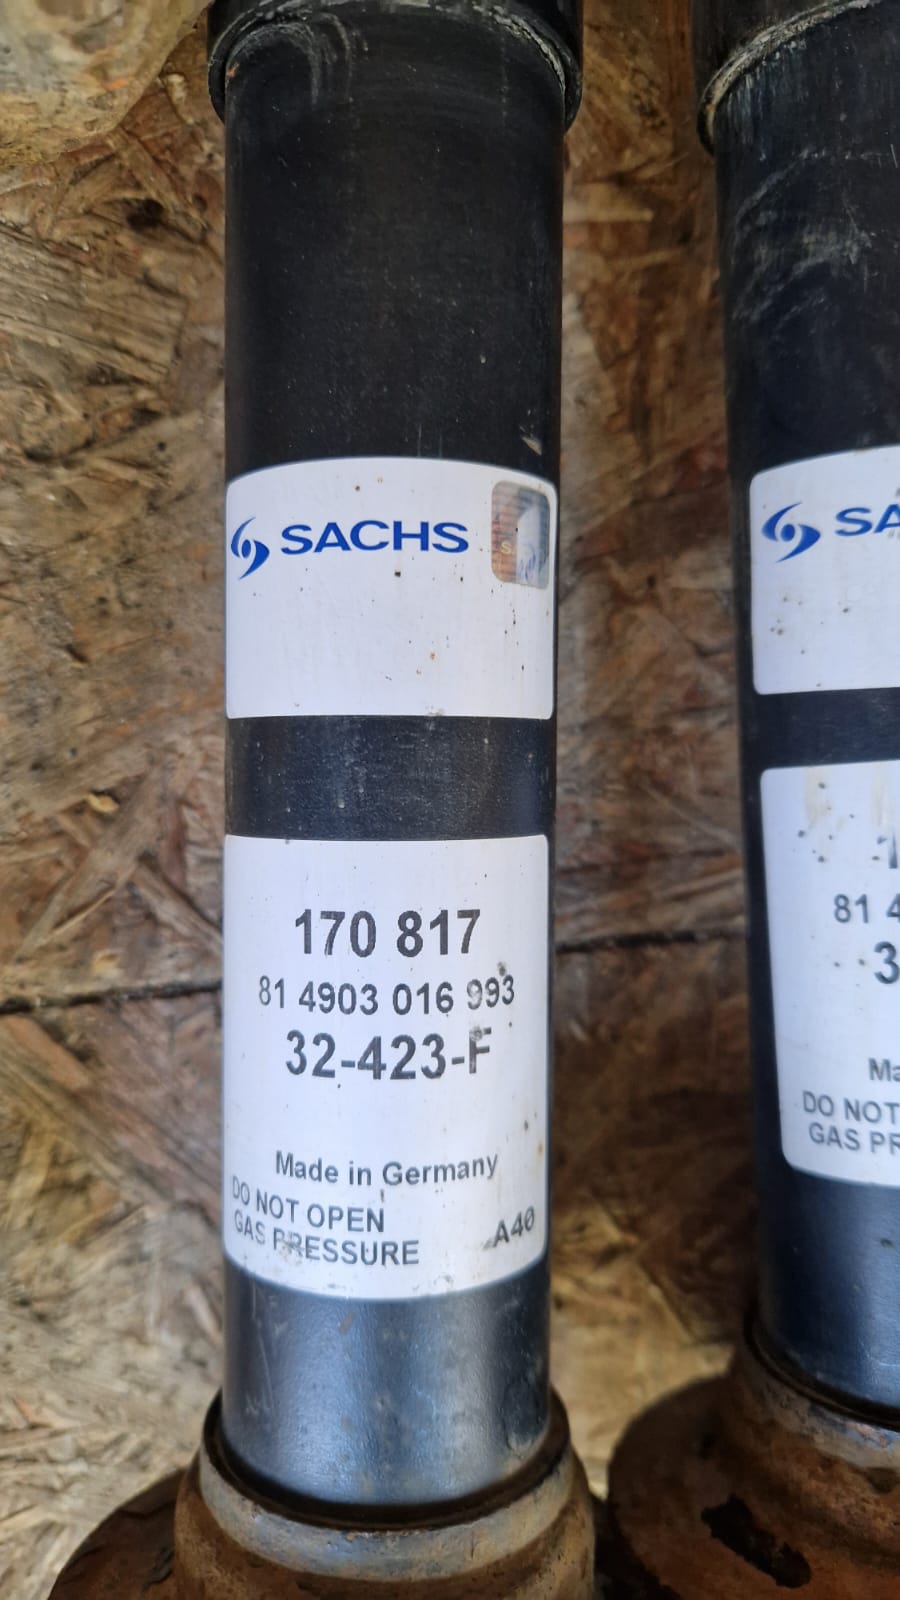 SACHS
170 817
81 4903 016 993
32-423-F
Made in Germany
DO NOT OPEN
GAS PRESSURE
A40
SA
81 4
3
Ma
DO NOT
GAS PR